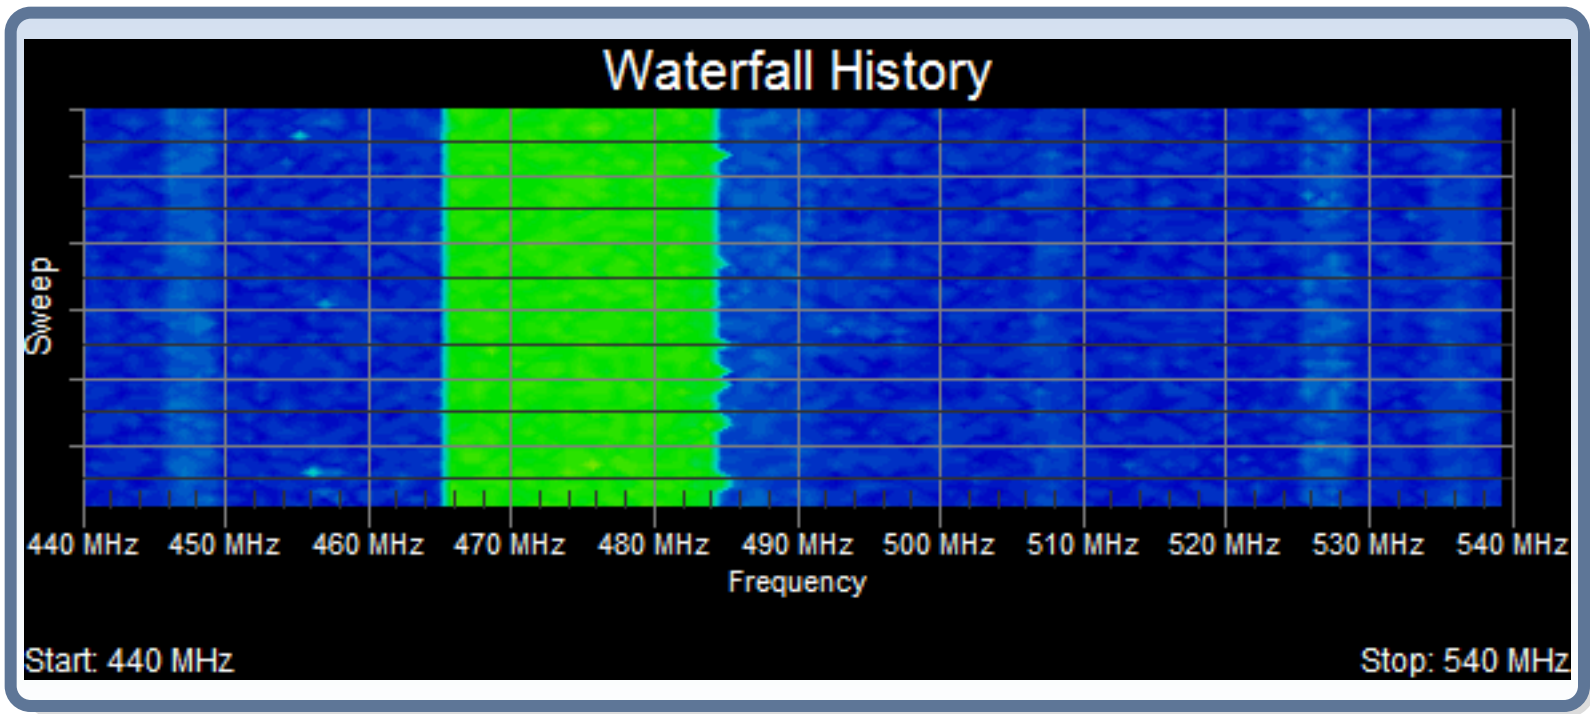 Waterfall History
Sweep
440 MHz 450 MHz 460 MHz 470 MHz 480 MHz 490 MHz 500 MHz 510 MHz 520 MHz 530 MHz 540 MHz
Frequency
Start: 440 MHz
Stop: 540 MHz